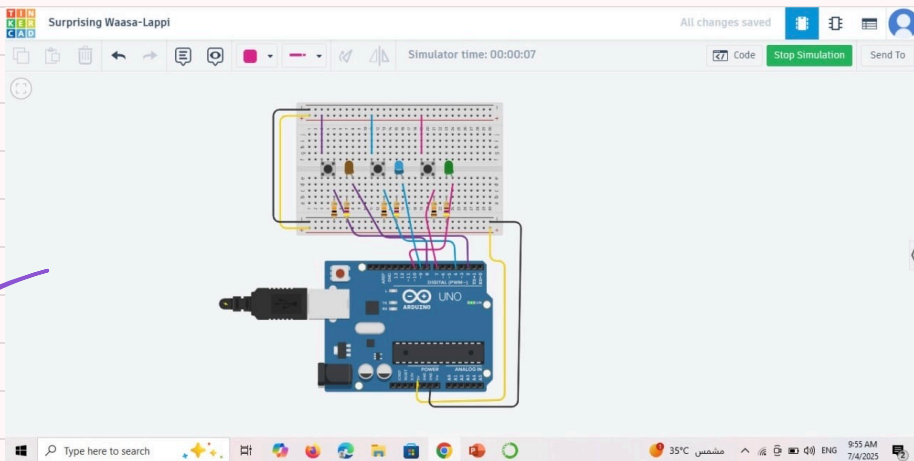 TIN
KER
CAD
Surprising Waasa-Lappi
All changes saved
Simulator time: 00:00:07
Code
Stop Simulation
Send To
DIGITAL (PWM~)
UNO
ARDUINO
POWER
ANALOG IN
Type here to search
35°C مشمس
ENG
9:55 AM
7/4/2025